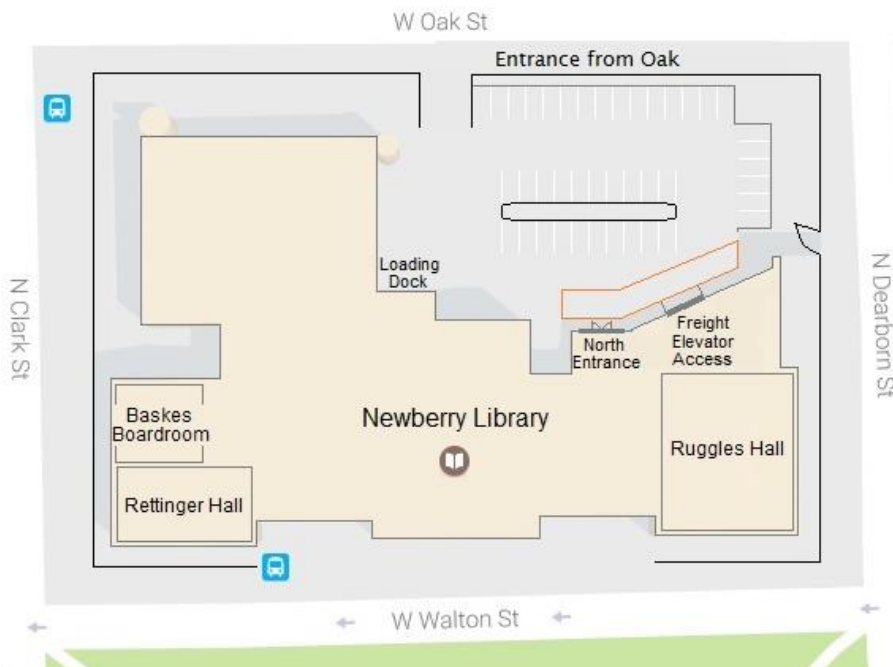 W Oak St
Entrance from Oak
Loading
Dock
N Clark St
N Dearborn St
North
Entrance
Freight
Elevator
Access
Baskes
Boardroom
Newberry Library
Ruggles Hall
Rettinger Hall
W Walton St